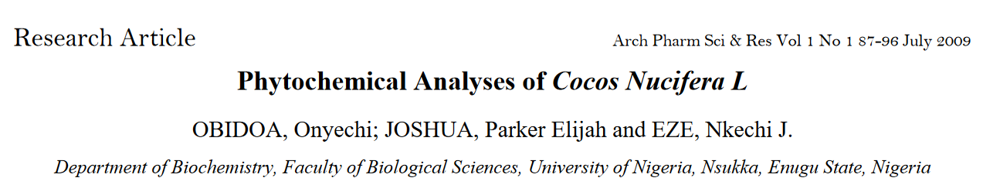 Research Article
Arch Pharm Sci & Res Vol 1 No 1 87-96 July 2009
Phytochemical Analyses of Cocos Nucifera L
OBIDOA, Onyechi; JOSHUA, Parker Elijah and EZE, Nkechi J.
Department of Biochemistry, Faculty of Biological Sciences, University of Nigeria, Nsukka, Enugu State, Nigeria